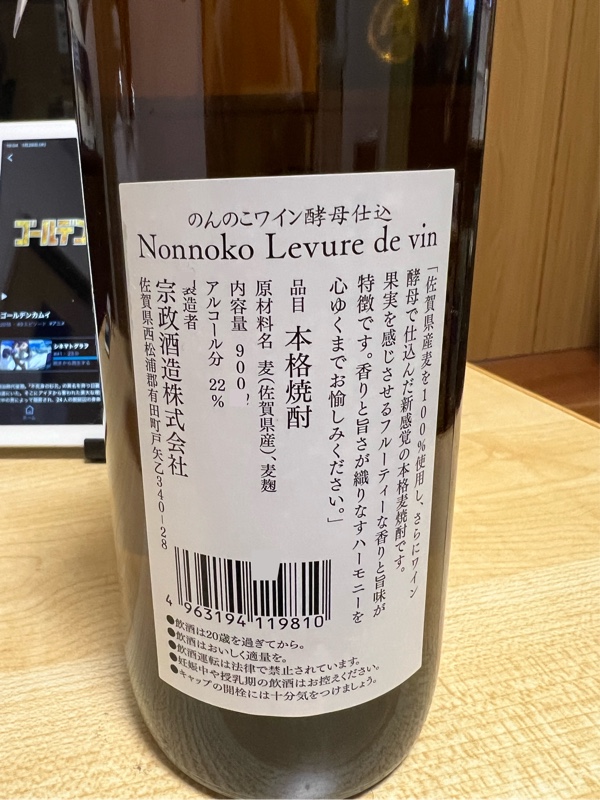 のんのこワイン酵母仕込
Nonnoko Levure de vin
「佐賀県産麦を100%使用し、さらにワイン
酵母で仕込んだ新感覚の本格麦焼酎です。
果実を感じさせるフルーティーな香りと旨味が
特徴です。香りと旨さが織りなすハーモニーを
心ゆくまでお愉しみください。」
品目 本格焼酎
原材料名 麦(佐賀県産)、麦麹
内容量 900
アルコール分 22%
製造者
宗政酒造株式会社
佐賀県西松浦郡有田町戸矢乙340-28
4 963194 119810
●飲酒は20歳を過ぎてから。
●飲酒はおいしく適量を。
●飲酒運転は法律で禁止されています。
●妊娠中や授乳期の飲酒はお控えください。
●キャップの開栓には十分気をつけましょう。
ゴールデ
ゴールデンカムイ
シネマトグラフ
ホーム